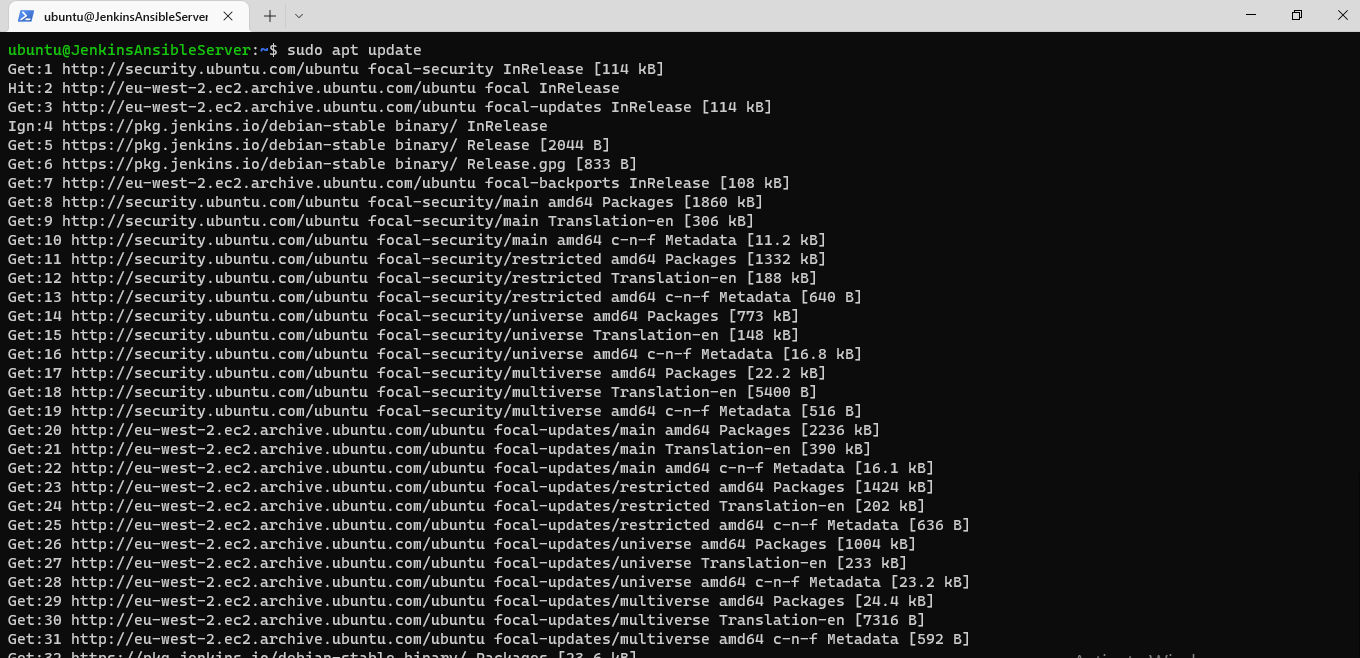 ubuntu@JenkinsAnsibleServer
ubuntu@JenkinsAnsibleServer:~$ sudo apt update
Get:1 http://security.ubuntu.com/ubuntu focal-security InRelease [114 kB]
Hit:2 http://eu-west-2.ec2.archive.ubuntu.com/ubuntu focal InRelease
Get:3 http://eu-west-2.ec2.archive.ubuntu.com/ubuntu focal-updates InRelease [114 kB]
Ign:4 https://pkg.jenkins.io/debian-stable binary/ InRelease
Get:5 https://pkg.jenkins.io/debian-stable binary/ Release [2044 B]
Get:6 https://pkg.jenkins.io/debian-stable binary/ Release.gpg [833 B]
Get:7 http://eu-west-2.ec2.archive.ubuntu.com/ubuntu focal-backports InRelease [108 kB]
Get:8 http://security.ubuntu.com/ubuntu focal-security/main amd64 Packages [1860 kB]
Get:9 http://security.ubuntu.com/ubuntu focal-security/main Translation-en [306 kB]
Get:10 http://security.ubuntu.com/ubuntu focal-security/main amd64 c-n-f Metadata [11.2 kB]
Get:11 http://security.ubuntu.com/ubuntu focal-security/restricted amd64 Packages [1332 kB]
Get:12 http://security.ubuntu.com/ubuntu focal-security/restricted Translation-en [188 kB]
Get:13 http://security.ubuntu.com/ubuntu focal-security/restricted amd64 c-n-f Metadata [640 B]
Get:14 http://security.ubuntu.com/ubuntu focal-security/universe amd64 Packages [773 kB]
Get:15 http://security.ubuntu.com/ubuntu focal-security/universe Translation-en [148 kB]
Get:16 http://security.ubuntu.com/ubuntu focal-security/universe amd64 c-n-f Metadata [16.8 kB]
Get:17 http://security.ubuntu.com/ubuntu focal-security/multiverse amd64 Packages [22.2 kB]
Get:18 http://security.ubuntu.com/ubuntu focal-security/multiverse Translation-en [5400 B]
Get:19 http://security.ubuntu.com/ubuntu focal-security/multiverse amd64 c-n-f Metadata [516 B]
Get:20 http://eu-west-2.ec2.archive.ubuntu.com/ubuntu focal-updates/main amd64 Packages [2236 kB]
Get:21 http://eu-west-2.ec2.archive.ubuntu.com/ubuntu focal-updates/main Translation-en [390 kB]
Get:22 http://eu-west-2.ec2.archive.ubuntu.com/ubuntu focal-updates/main amd64 c-n-f Metadata [16.1 kB]
Get:23 http://eu-west-2.ec2.archive.ubuntu.com/ubuntu focal-updates/restricted amd64 Packages [1424 kB]
Get:24 http://eu-west-2.ec2.archive.ubuntu.com/ubuntu focal-updates/restricted Translation-en [202 kB]
Get:25 http://eu-west-2.ec2.archive.ubuntu.com/ubuntu focal-updates/restricted amd64 c-n-f Metadata [636 B]
Get:26 http://eu-west-2.ec2.archive.ubuntu.com/ubuntu focal-updates/universe amd64 Packages [1004 kB]
Get:27 http://eu-west-2.ec2.archive.ubuntu.com/ubuntu focal-updates/universe Translation-en [233 kB]
Get:28 http://eu-west-2.ec2.archive.ubuntu.com/ubuntu focal-updates/universe amd64 c-n-f Metadata [23.2 kB]
Get:29 http://eu-west-2.ec2.archive.ubuntu.com/ubuntu focal-updates/multiverse amd64 Packages [24.4 kB]
Get:30 http://eu-west-2.ec2.archive.ubuntu.com/ubuntu focal-updates/multiverse Translation-en [7316 B]
Get:31 http://eu-west-2.ec2.archive.ubuntu.com/ubuntu focal-updates/multiverse amd64 c-n-f Metadata [592 B]
Get:32 https://pkg.jenkins.io/debian-stable binary/ Packages [23.6 kB]